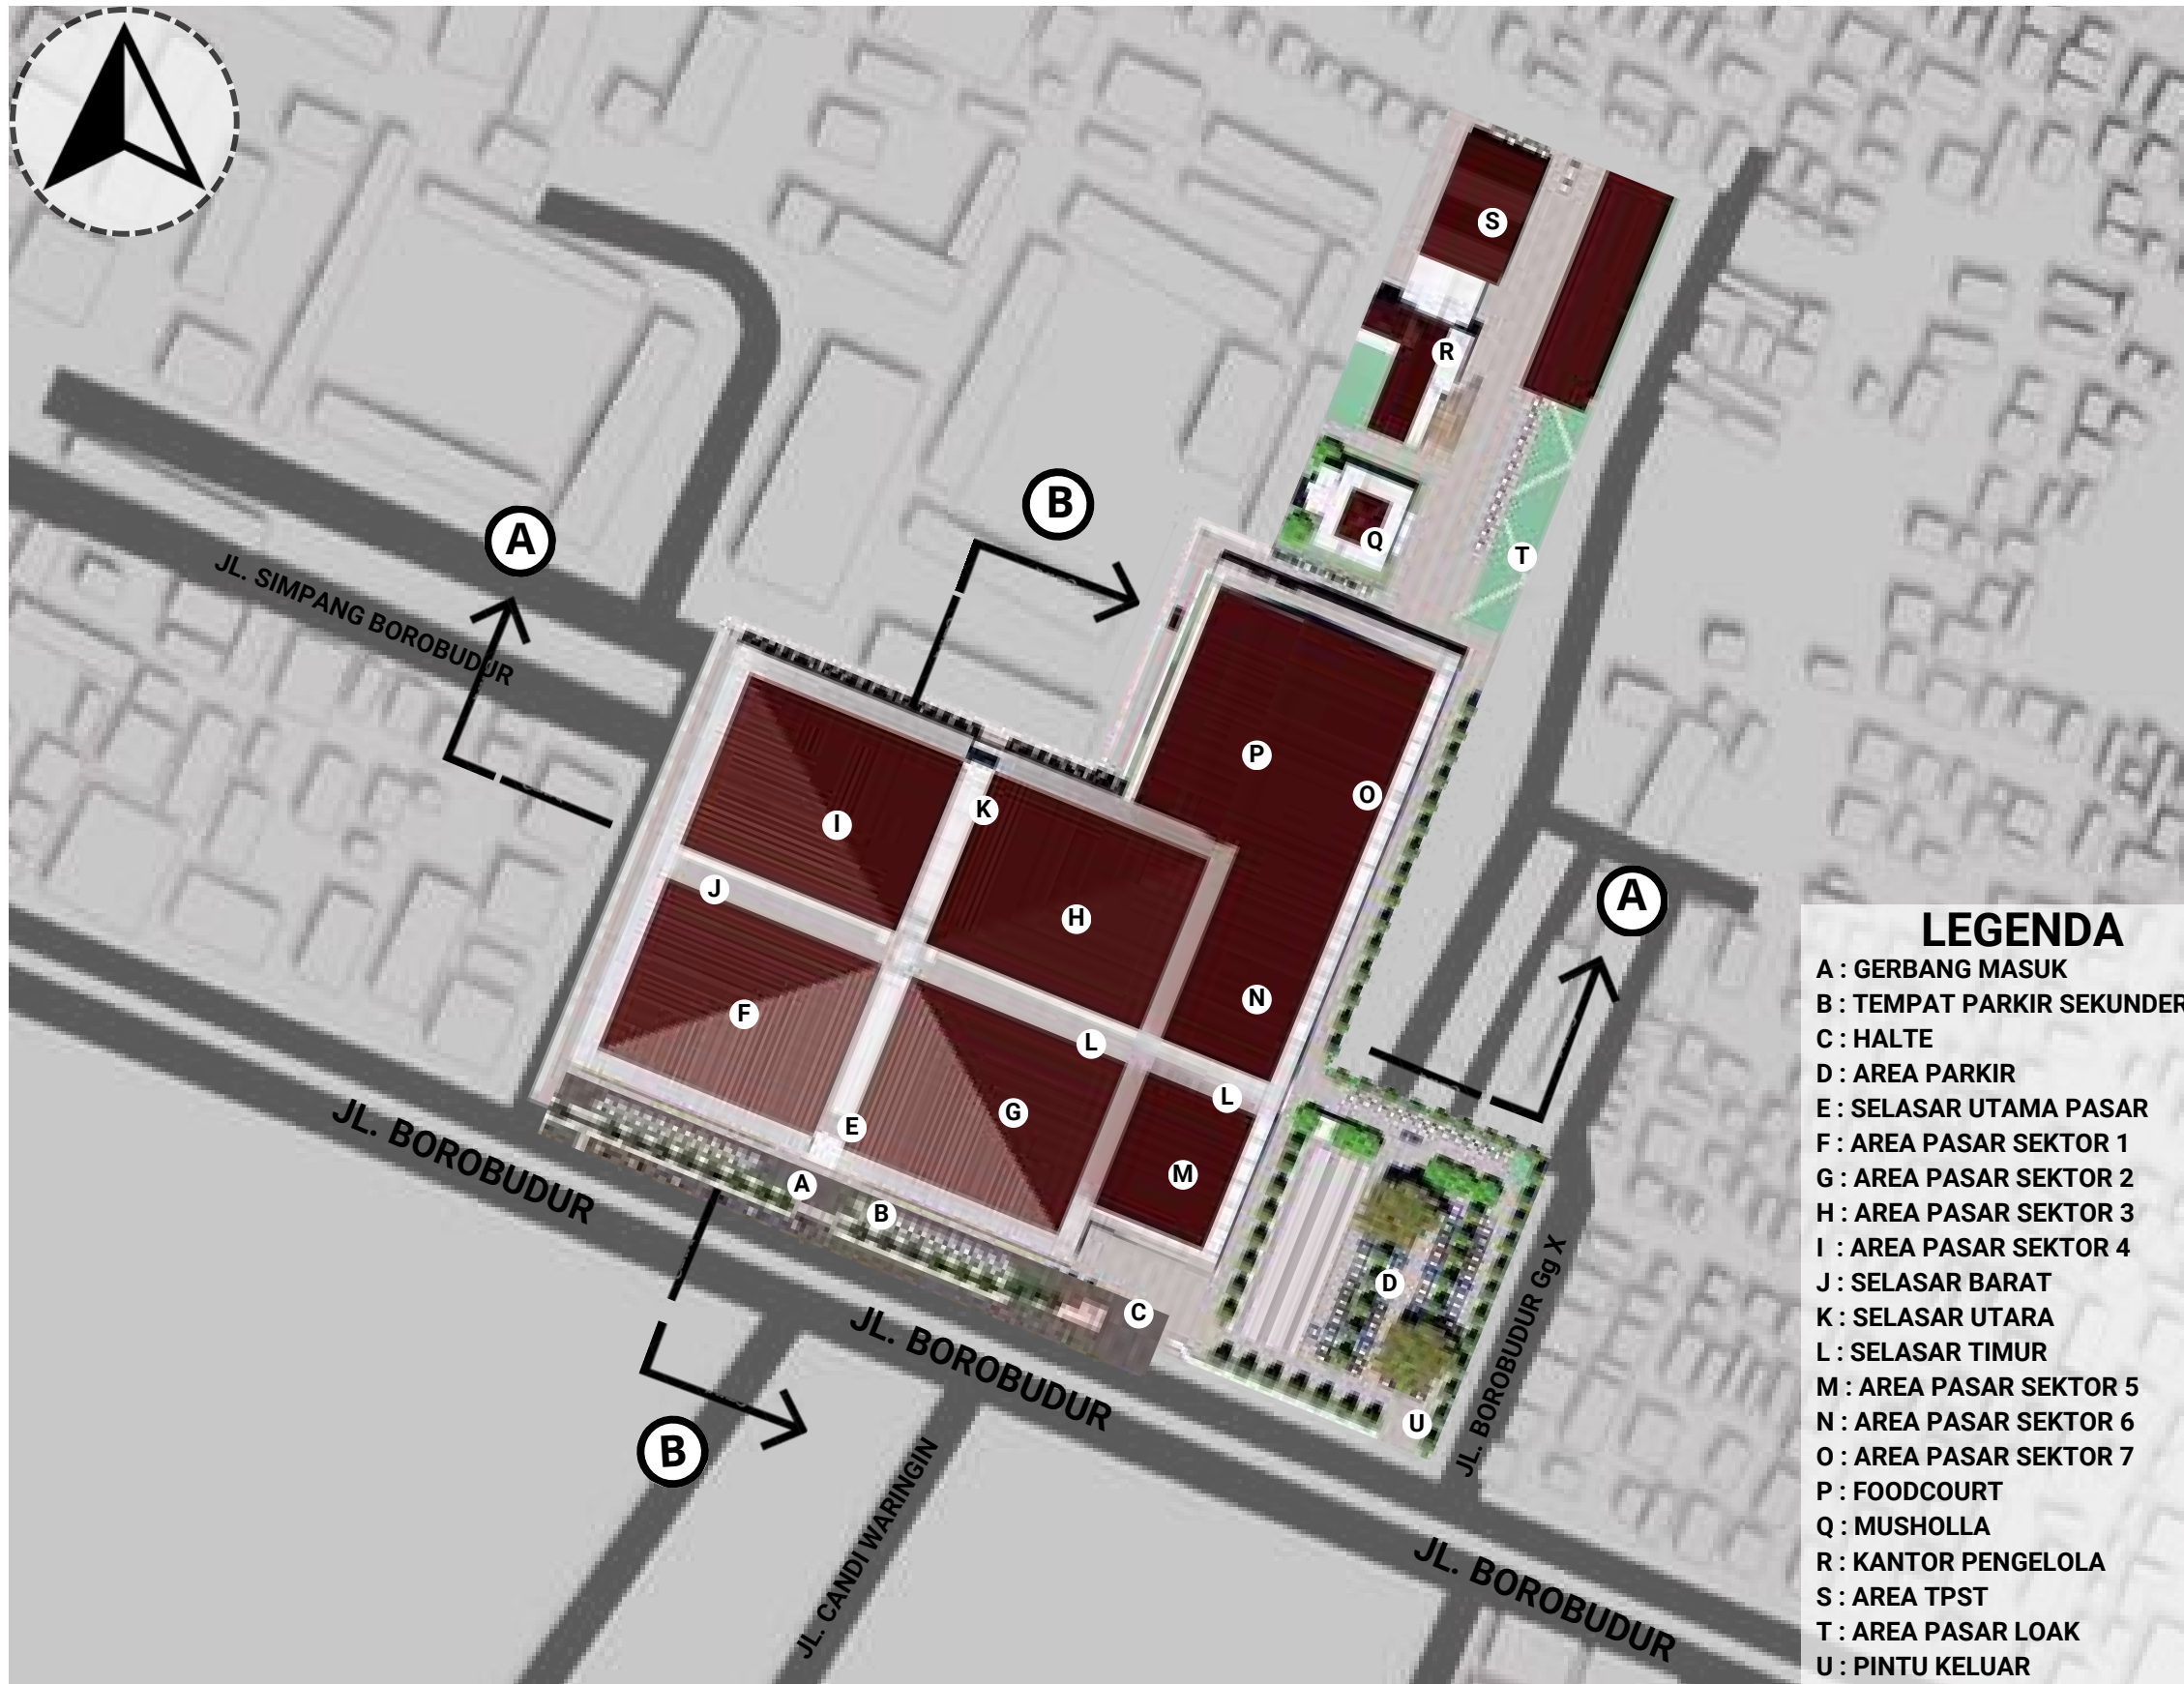 S
R
B
Q
A
T
JL. SIMPANG BOROBUDUR
P
O
K
I
J
H
A
N
F
L
L
G
E
M
A
B
D
C
JL. BOROBUDUR
JL. BOROBUDUR
JL. BOROBUDUR Gg X
U
B
JL. CANDI WARINGIN
JL. BOROBUDUR
LEGENDA
A : GERBANG MASUK
B : TEMPAT PARKIR SEKUNDER
C : HALTE
D : AREA PARKIR
E : SELASAR UTAMA PASAR
F : AREA PASAR SEKTOR 1
G : AREA PASAR SEKTOR 2
H : AREA PASAR SEKTOR 3
I : AREA PASAR SEKTOR 4
J : SELASAR BARAT
K : SELASAR UTARA
L : SELASAR TIMUR
M : AREA PASAR SEKTOR 5
N : AREA PASAR SEKTOR 6
O : AREA PASAR SEKTOR 7
P : FOODCOURT
Q : MUSHOLLA
R : KANTOR PENGELOLA
S : AREA TPST
T : AREA PASAR LOAK
U : PINTU KELUAR